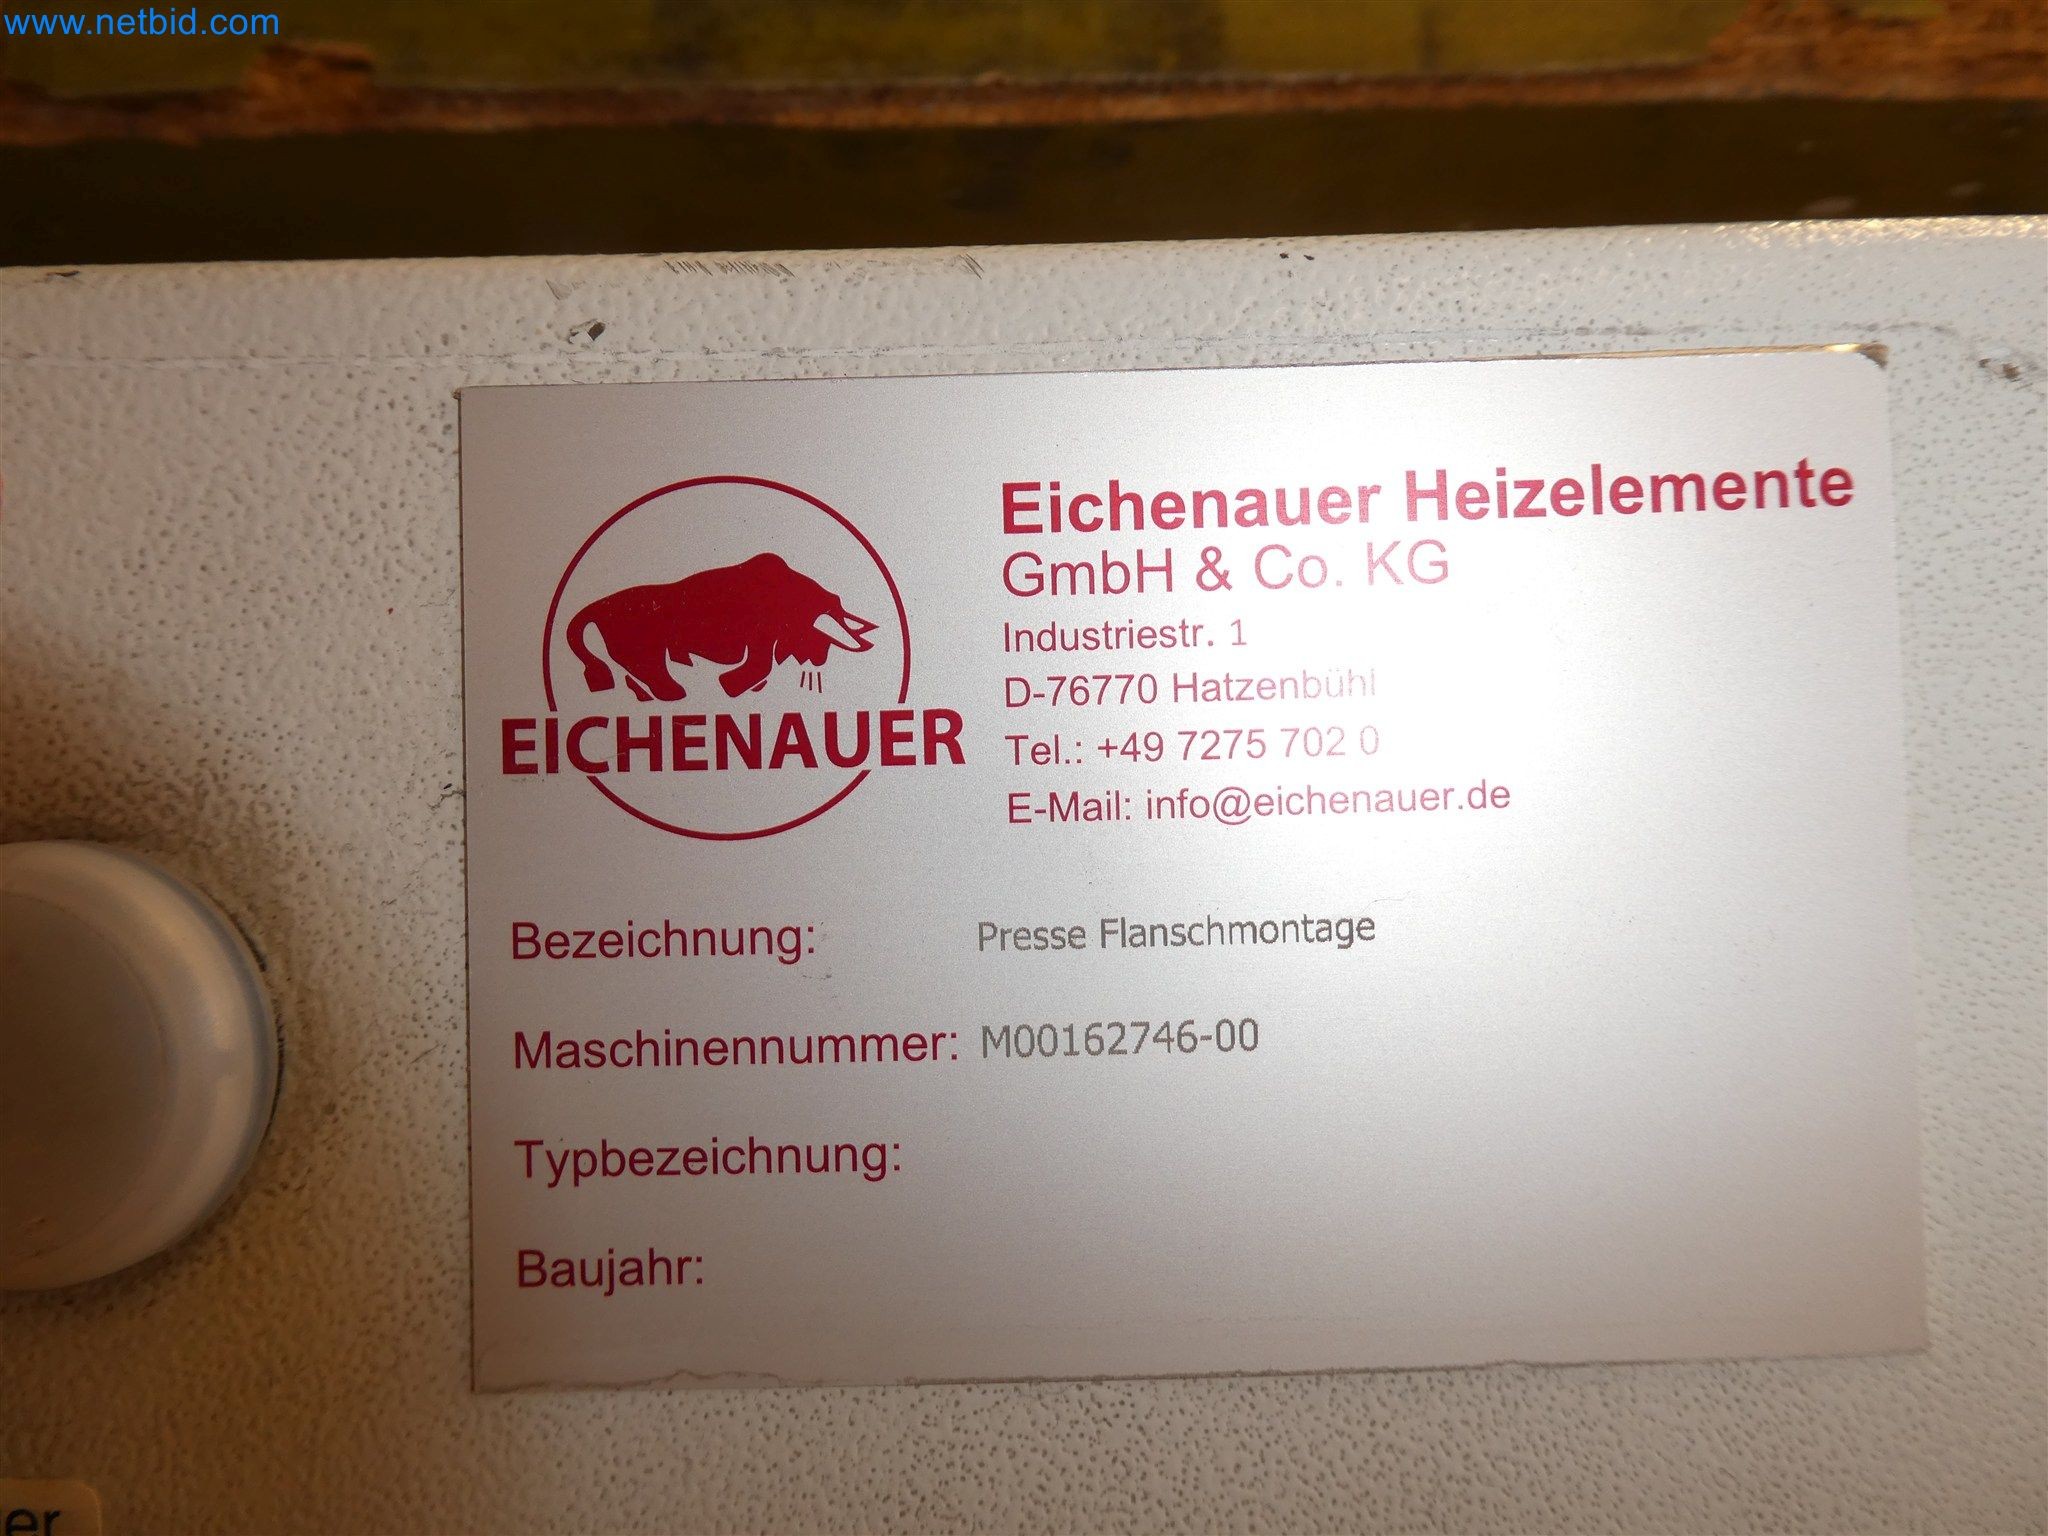 www.netbid.com
EICHENAUER
Eichenauer Heizelemente
GmbH & Co. KG
Industriestr. 1
D-76770 Hatzenbühl
Tel.: +49 7275 702 0
E-Mail: info@eichenauer.de
Bezeichnung: Presse Flanschmontage
Maschinennummer: M00162746-00
Typbezeichnung:
Baujahr: